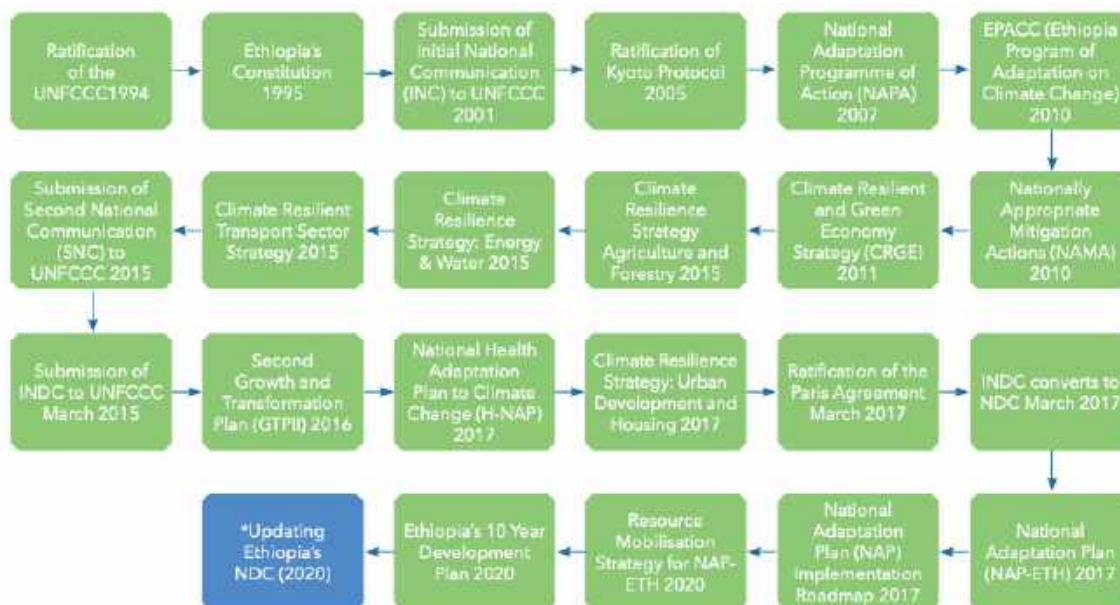 Ratification
of the
UNFCCC1994
Ethiopia's
Constitution
1995
Submission of
Initial National
Communication
(INC) to UNFCCC
2001
Ratification of
Kyoto Protocol
2005
National
Adaptation
Programme of
Action (NAPA)
2007
EPACC (Ethiopia
Program of
Adaptation on
Climate Change)
2010
Nationally
Appropriate
Mitigation
Actions (NAMA)
2010
Climate Resilient
and Green
Economy
Strategy (CRGE)
2011
Climate
Resilience
Strategy
Agriculture and
Forestry 2015
Climate
Resilience
Strategy: Energy
& Water 2015
Climate Resilient
Transport Sector
Strategy 2015
Submission of
Second National
Communication
(SNC) to
UNFCCC 2015
Submission of
INDC to UNFCCC
March 2015
Second
Growth and
Transformation
Plan (GTPII) 2016
National Health
Adaptation
Plan to Climate
Change (H-NAP)
2017
Climate Resilience
Strategy: Urban
Development and
Housing 2017
Ratification of the
Paris Agreement
March 2017
INDC converts to
NDC March 2017
National
Adaptation Plan
(NAP-ETH) 2017
National
Adaptation
Plan (NAP)
Implementation
Roadmap 2017
Resource
Mobilisation
Strategy for NAP-
ETH 2020
Ethiopia's 10 Year
Development
Plan 2020
*Updating
Ethiopia's
NDC (2020)